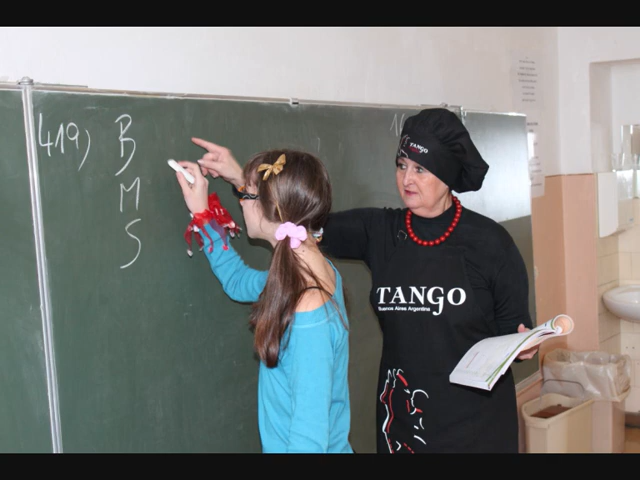 419) B
M
S
TANGO
TANGO
Buenos Aires Argentina